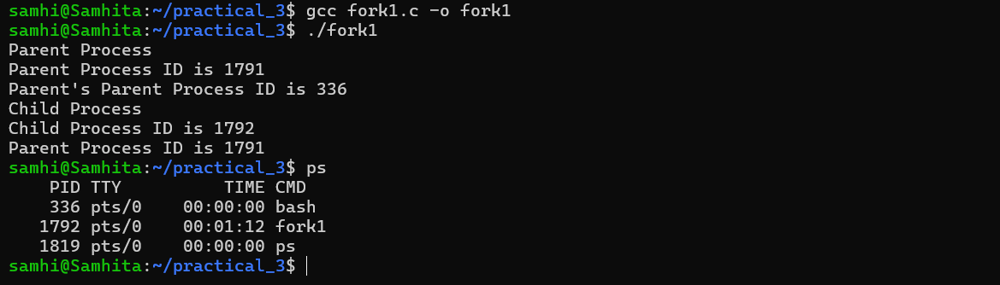 samhi@Samhita:~/practical_3$ gcc fork1.c -o fork1
samhi@Samhita:~/practical_3$ ./fork1
Parent Process
Parent Process ID is 1791
Parent's Parent Process ID is 336
Child Process
Child Process ID is 1792
Parent Process ID is 1791
samhi@Samhita:~/practical_3$ ps
    PID TTY          TIME CMD
    336 pts/0    00:00:00 bash
   1792 pts/0    00:01:12 fork1
   1819 pts/0    00:00:00 ps
samhi@Samhita:~/practical_3$